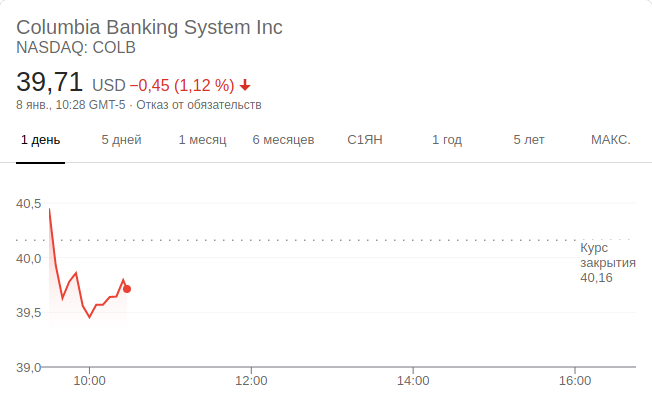 Columbia Banking System Inc
NASDAQ: COLB
39,71 USD −0,45 (1,12 %)
8 янв., 10:28 GMT-5 · Отказ от обязательств
1 день 5 дней 1 месяц 6 месяцев С1ЯН 1 год 5 лет МАКС.
40,5
Курс
закрытия
40,16
40,0
39,5
39,0
10:00 12:00 14:00 16:00